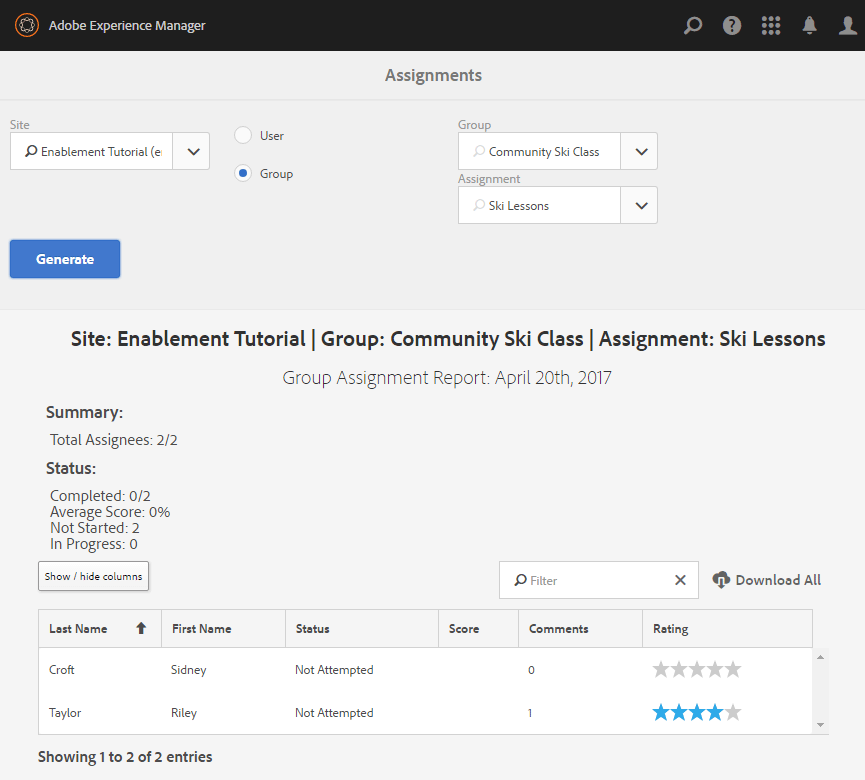 Adobe Experience Manager
Assignments
Site
Enablement Tutorial (e
User
Group
Group
Community Ski Class
Assignment
Ski Lessons
Generate
Site: Enablement Tutorial | Group: Community Ski Class | Assignment: Ski Lessons
Group Assignment Report: April 20th, 2017
Summary:
Total Assignees: 2/2
Status:
Completed: 0/2
Average Score: 0%
Not Started: 2
In Progress: 0
Show / hide columns
Filter
Download All
Last Name First Name Status Score Comments Rating
Croft Sidney Not Attempted 0
Taylor Riley Not Attempted 1
Showing 1 to 2 of 2 entries